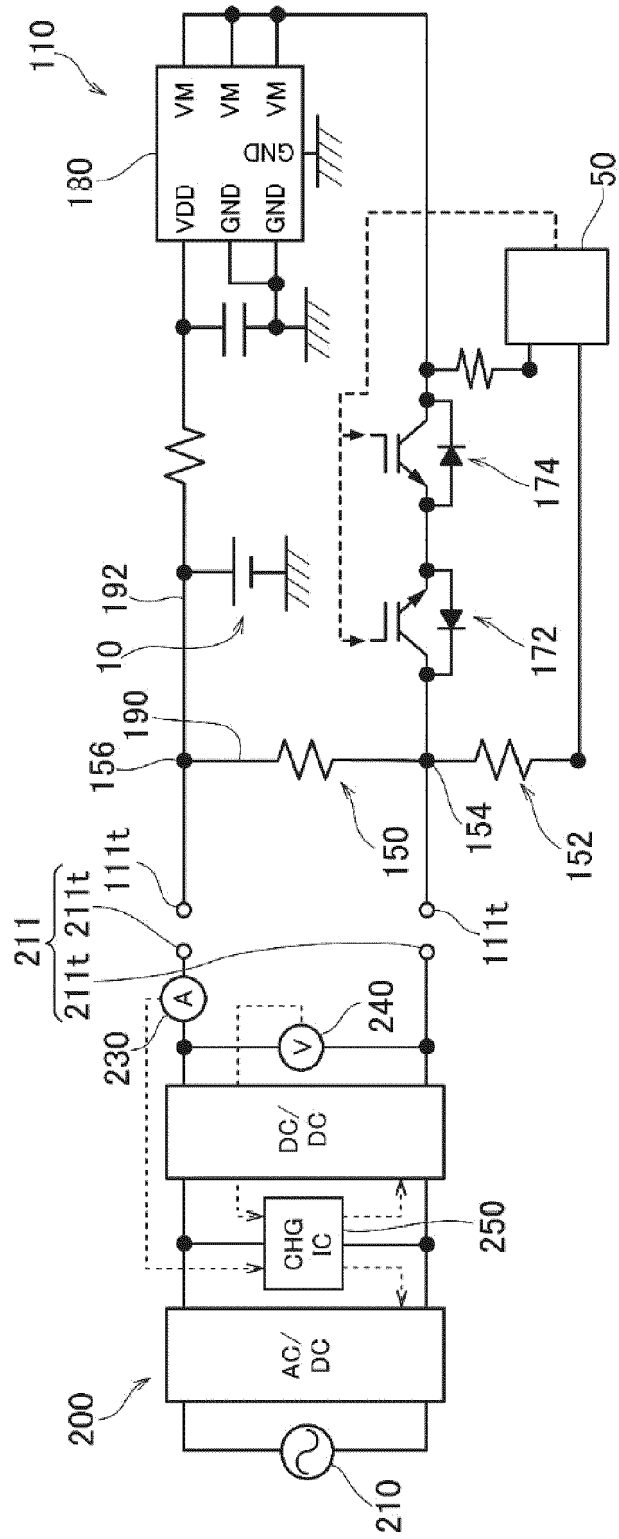 110
211
200
211t
211t
111t
156
190
10
192
180
230
A
VDD
VM
GND
VM
GND
VM
GND
AC/
DC
CHG
IC
DC/
DC
V
240
250
210
150
154
111t
152
172
174
50